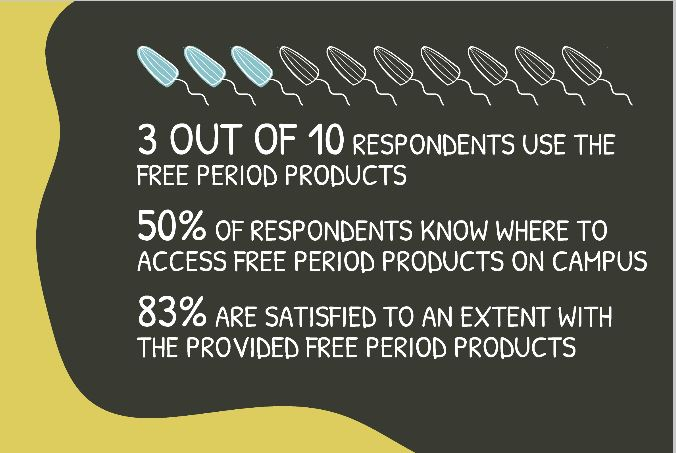 3 OUT OF 10 RESPONDENTS USE THE
FREE PERIOD PRODUCTS
50% OF RESPONDENTS KNOW WHERE TO
ACCESS FREE PERIOD PRODUCTS ON CAMPUS
83% ARE SATISFIED TO AN EXTENT WITH
THE PROVIDED FREE PERIOD PRODUCTS